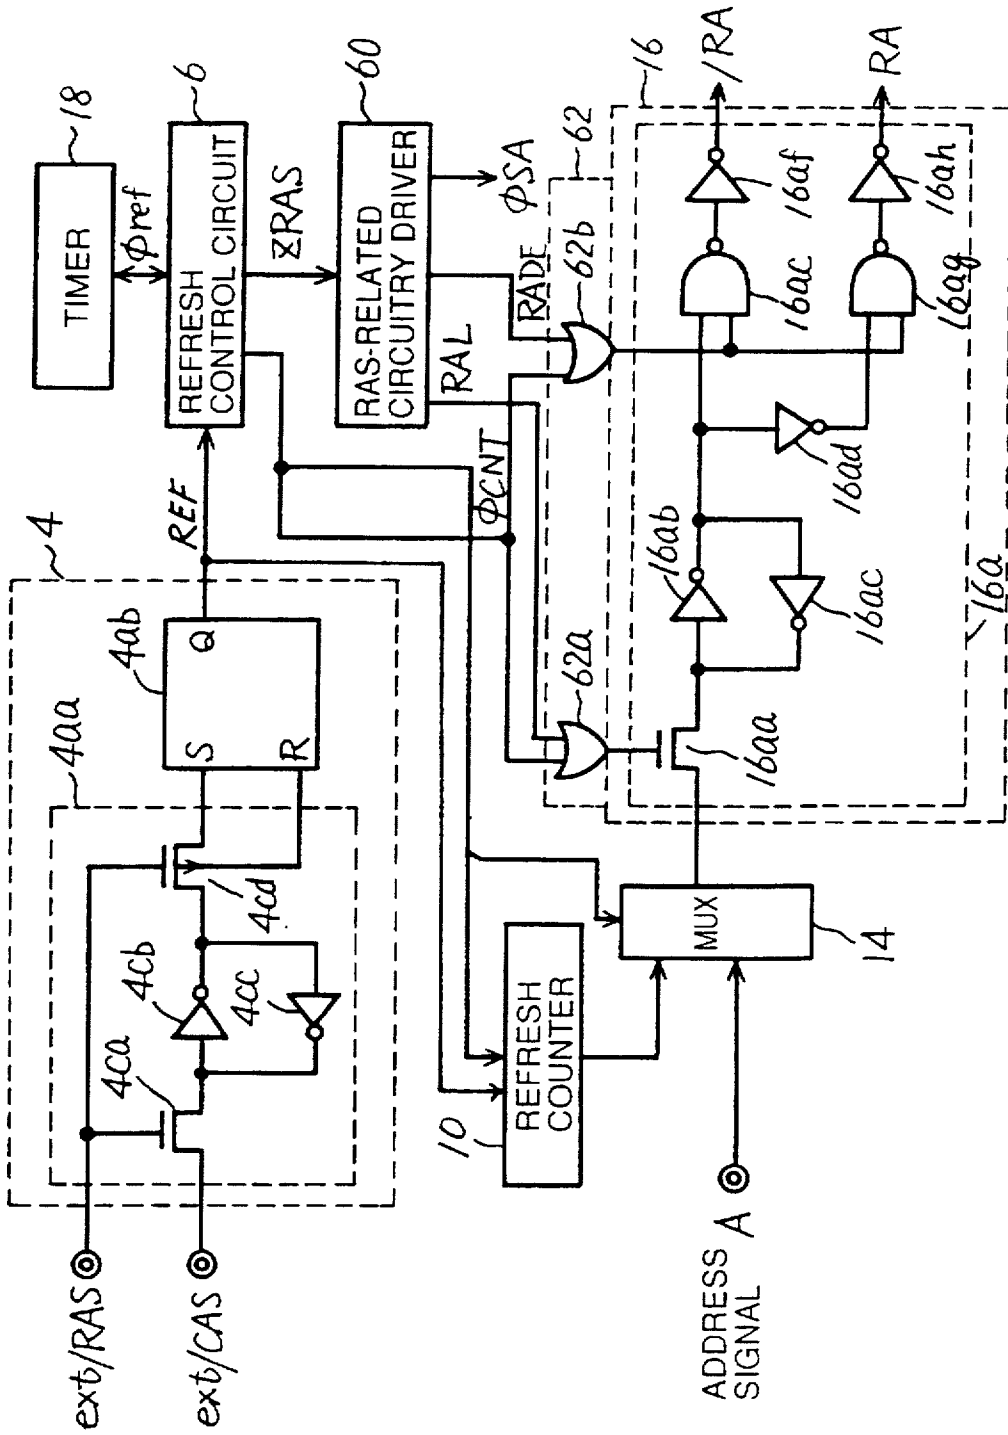 ext/RAS
ext/CAS
4
4aa
4ca
4cb
4cc
4cd
4ab
S
R
Q
REF
TIMER
18
Φref
REFRESH
CONTROL CIRCUIT
6
ZRAS
RAS-RELATED
CIRCUITRY DRIVER
60
ΦSA
RADE
RAL
ΦCNT
REFRESH
COUNTER
10
MUX
14
ADDRESS
SIGNAL
A
62
62a
62b
16
16a
16aa
16ab
16ac
16ad
16ac
16af
16ag
16ah
/RA
RA